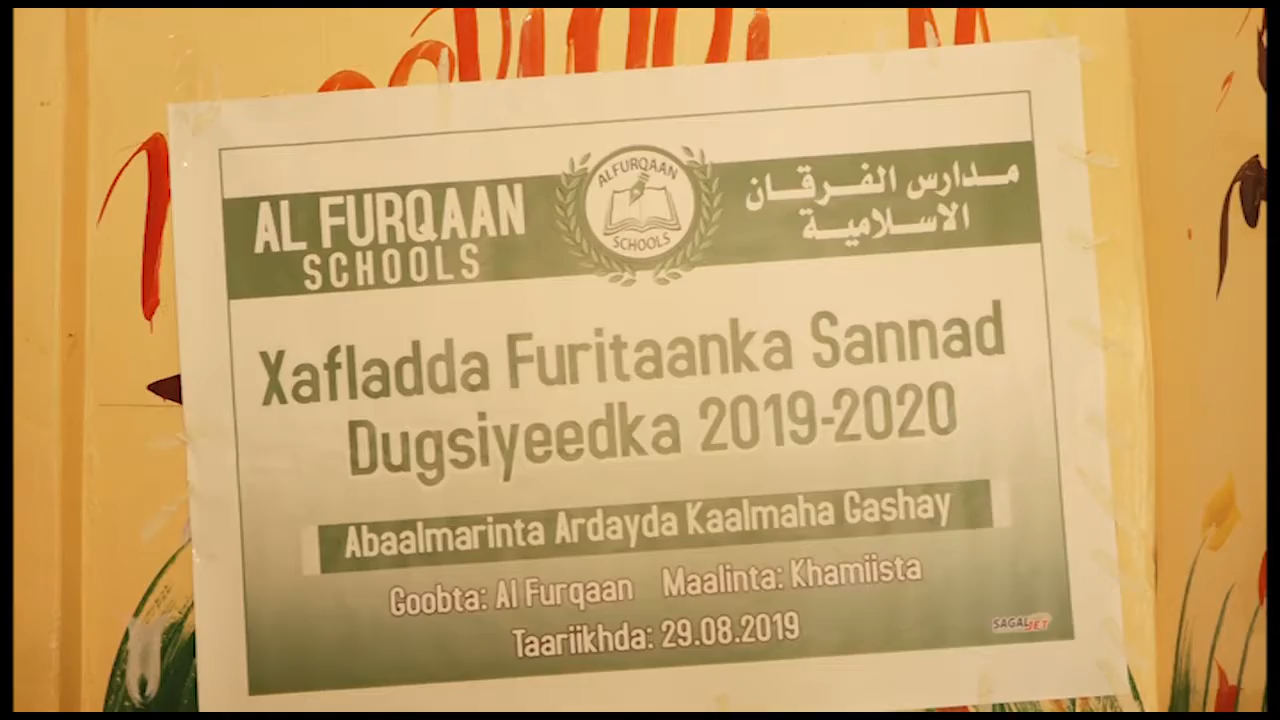 AL FURQAAN
SCHOOLS
ALFURQAAN
SCHOOLS
مدارس الفرقان
الاسلامية
Xafladda Furitaanka Sannad
Dugsiyeedka 2019-2020
Abaalmarinta Ardayda Kaalmaha Gashay
Goobta: Al Furqaan Maalinta: Khamiista
Taariikhda: 29.08.2019
SAGALJET